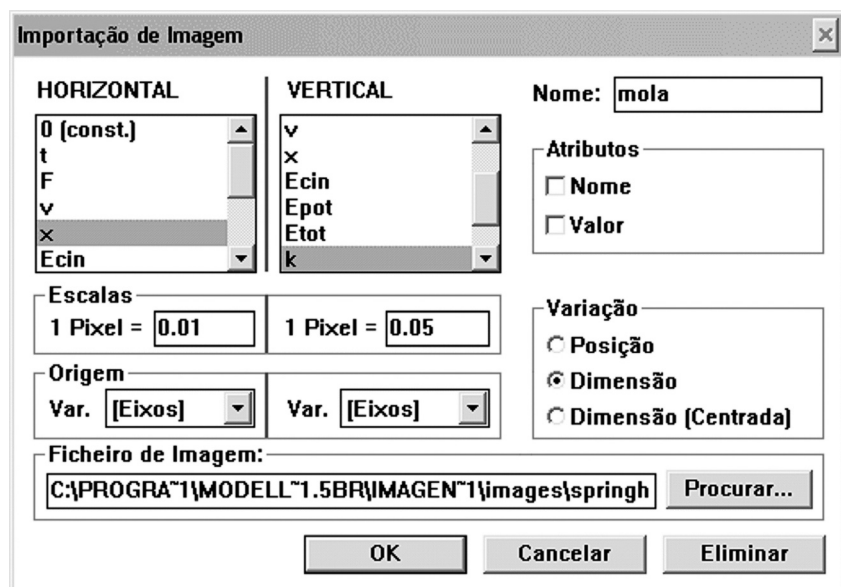 Importação de Imagem
HORIZONTAL
0 (const.)
t
F
v
x
Ecin
VERTICAL
v
x
Ecin
Epot
Etot
k
Nome: mola
Atributos
Nome
Valor
Escalas
1 Pixel = 0.01
1 Pixel = 0.05
Origem
Var. [Eixos]
Var. [Eixos]
Variação
Posição
Dimensão
Dimensão (Centrada)
Ficheiro de Imagem:
C:\PROGRA~1\MODELL~1.5BR\IMAGEN~1\images\springh
Procurar...
OK
Cancelar
Eliminar